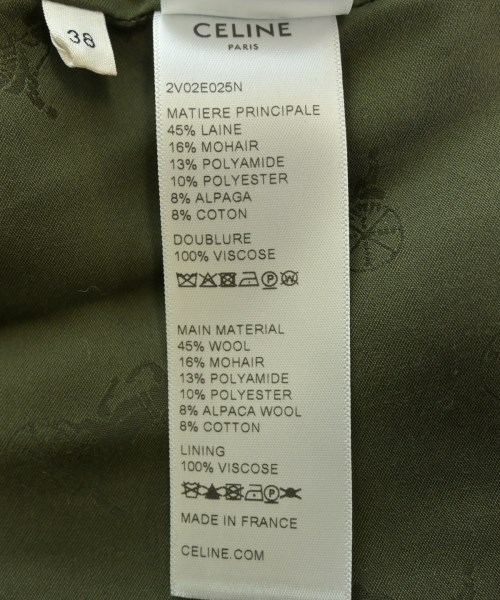 38
CELINE
PARIS
2V02E025N
MATIERE PRINCIPALE
45% LAINE
16% MOHAIR
13% POLYAMIDE
10% POLYESTER
8% ALPAGA
8% COTON
DOUBLURE
100% VISCOSE
MAIN MATERIAL
45% WOOL
16% MOHAIR
13% POLYAMIDE
10% POLYESTER
8% ALPACA WOOL
8% COTTON
LINING
100% VISCOSE
MADE IN FRANCE
CELINE.COM